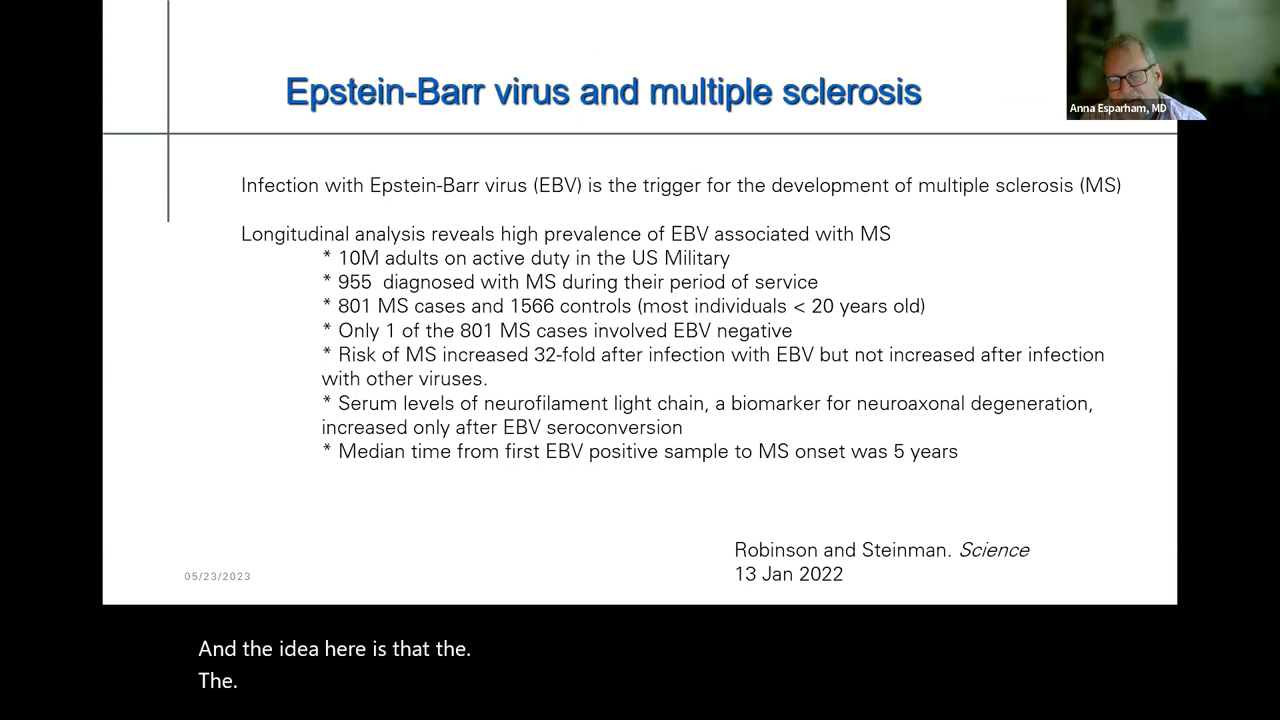 Epstein-Barr virus and multiple sclerosis
Anna Esparham, MD
Infection with Epstein-Barr virus (EBV) is the trigger for the development of multiple sclerosis (MS)
Longitudinal analysis reveals high prevalence of EBV associated with MS
* 10M adults on active duty in the US Military
* 955  diagnosed with MS during their period of service
* 801 MS cases and 1566 controls (most individuals < 20 years old)
* Only 1 of the 801 MS cases involved EBV negative
* Risk of MS increased 32-fold after infection with EBV but not increased after infection
with other viruses.
* Serum levels of neurofilament light chain, a biomarker for neuroaxonal degeneration,
increased only after EBV seroconversion
* Median time from first EBV positive sample to MS onset was 5 years
Robinson and Steinman. Science
13 Jan 2022
05/23/2023
And the idea here is that the.
The.